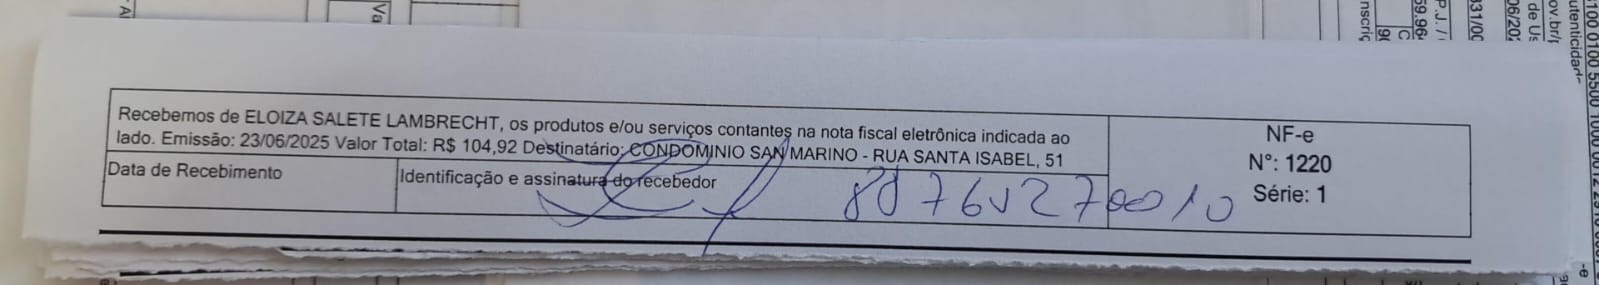 Recebemos de ELOIZA SALETE LAMBRECHT, os produtos e/ou serviços contantes na nota fiscal eletrônica indicada ao
lado. Emissão: 23/06/2025 Valor Total: R$ 104,92 Destinatário: CONDOMINIO SAN MARINO - RUA SANTA ISABEL, 51
Data de Recebimento
Identificação e assinatura do recebedor
NF-e
N°: 1220
Série: 1